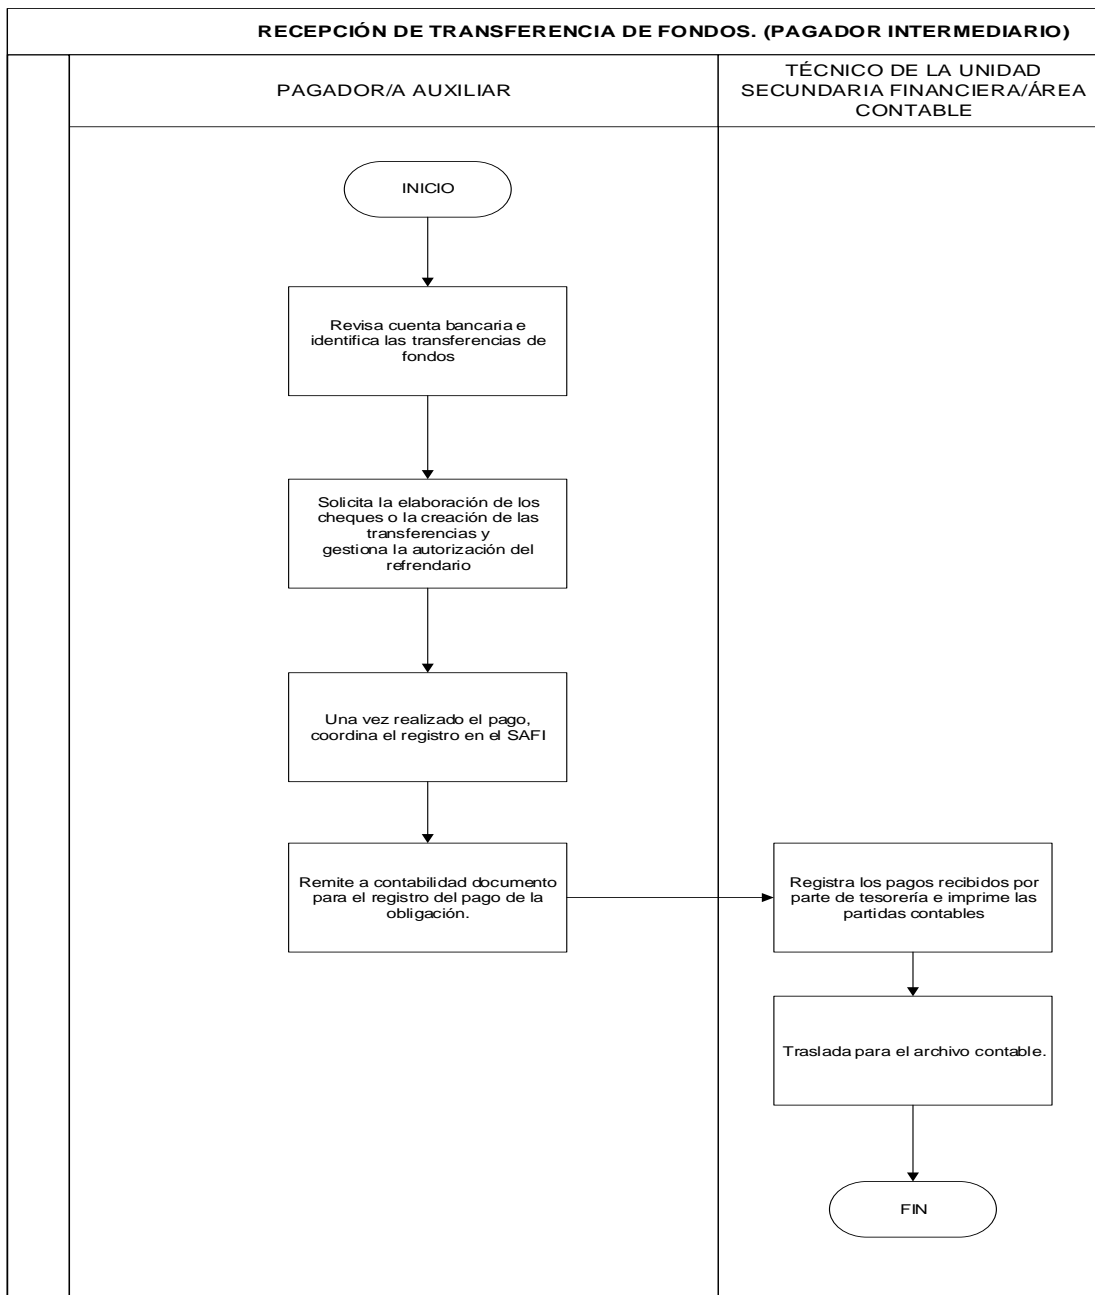 RECEPCIÓN DE TRANSFERENCIA DE FONDOS. (PAGADOR INTERMEDIARIO)
PAGADOR/A AUXILIAR
TÉCNICO DE LA UNIDAD
SECUNDARIA FINANCIERA/ÁREA
CONTABLE
INICIO
Revisa cuenta bancaria e
identifica las transferencias de
fondos
Solicita la elaboración de los
cheques o la creación de las
transferencias y
gestiona la autorización del
refrendario
Una vez realizado el pago,
coordina el registro en el SAFI
Remite a contabilidad documento
para el registro del pago de la
obligación.
Registra los pagos recibidos por
parte de tesorería e imprime las
partidas contables
Traslada para el archivo contable.
FIN